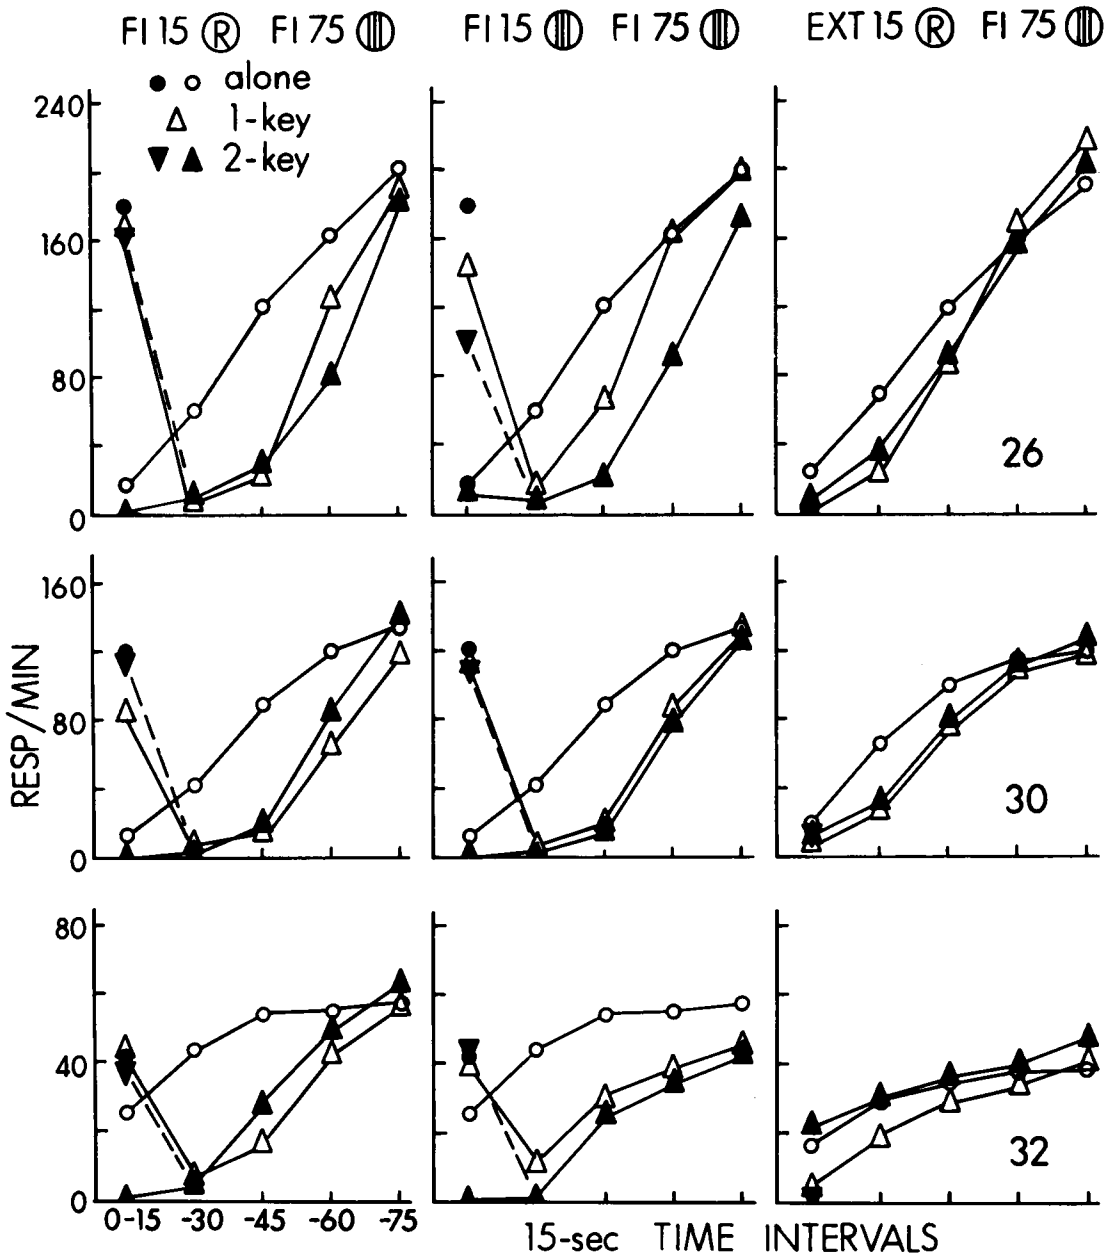 FI 15 R FI 75 FI 15 FI 75 EXT 15 R FI 75
alone
1-key
2-key
240
160
80
0
26
160
80
0
30
80
40
0
32
RESP/MIN
0-15 -30 -45 -60 -75
15-sec TIME INTERVALS